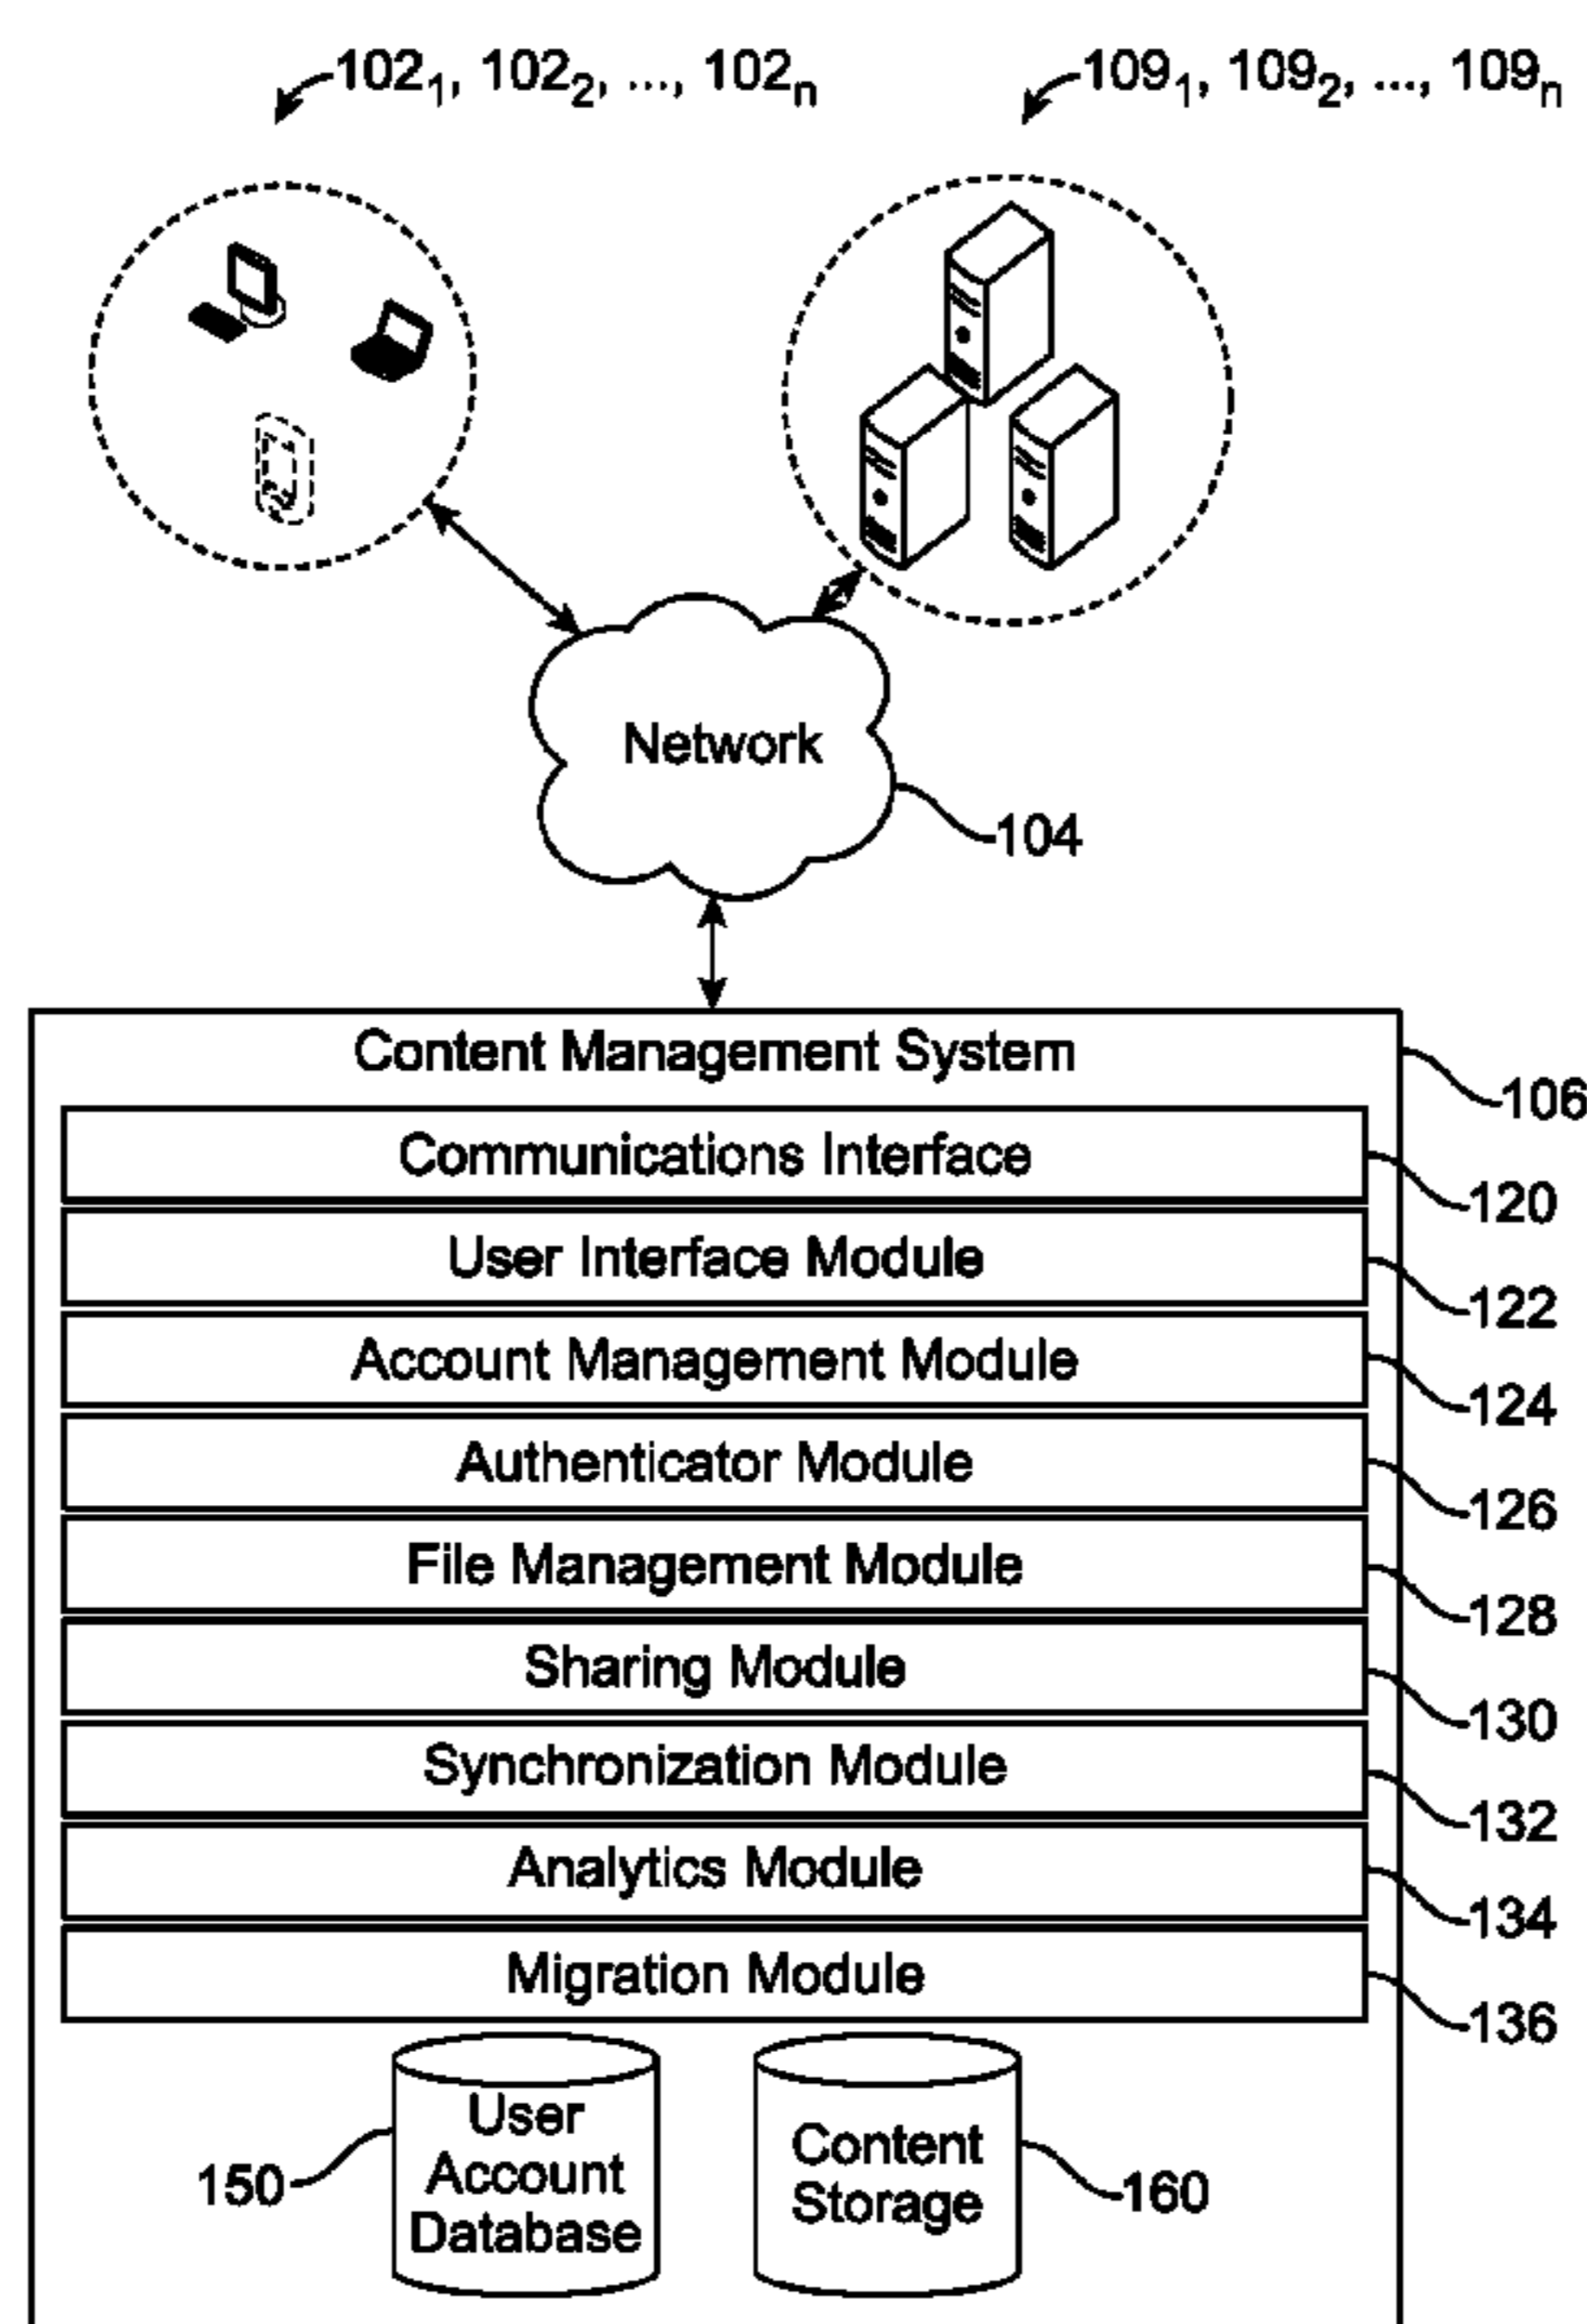 102₁, 102₂, ..., 102ₙ
109₁, 109₂, ..., 109ₙ
Network
104
Content Management System
106
Communications Interface
120
User Interface Module
122
Account Management Module
124
Authenticator Module
126
File Management Module
128
Sharing Module
130
Synchronization Module
132
Analytics Module
134
Migration Module
136
150
User
Account
Database
Content
Storage
160